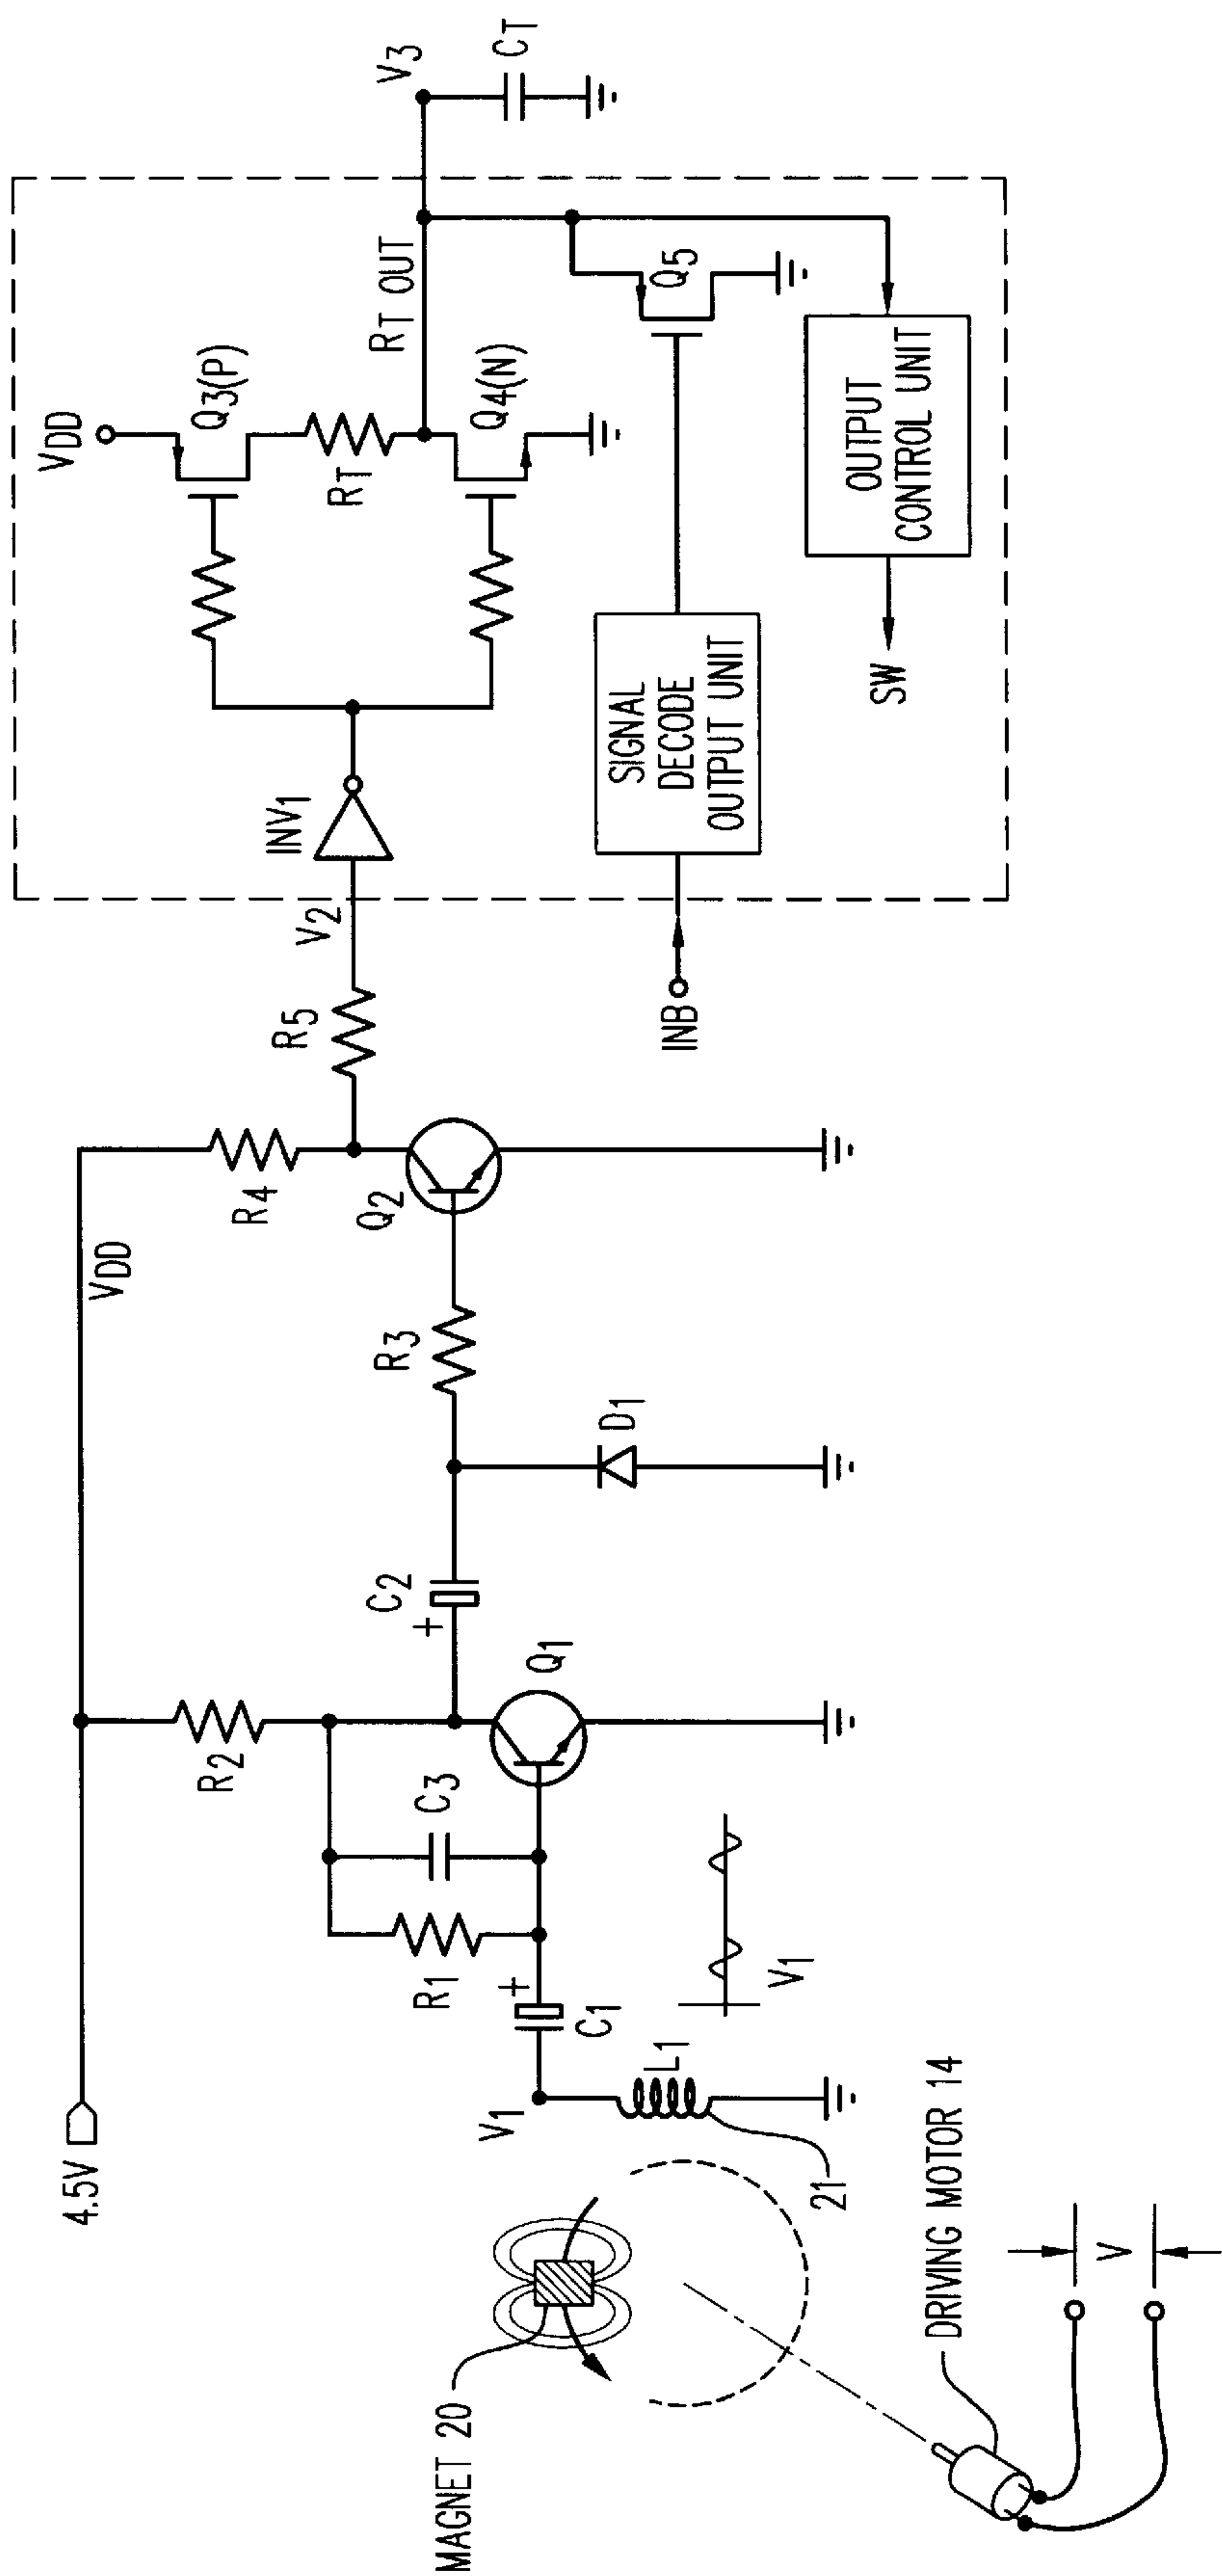 4.5V
VDD
R2
R4
R1
C3
Q1
+
C2
R3
D1
Q2
R5
V2
INV1
VDD
Q3(P)
RT
RT OUT
Q4(N)
V3
CT
Q5
INB
SIGNAL
DECODE
OUTPUT UNIT
OUTPUT
CONTROL UNIT
SW
V1
+
C1
L1
21
V1
MAGNET 20
DRIVING MOTOR 14
V